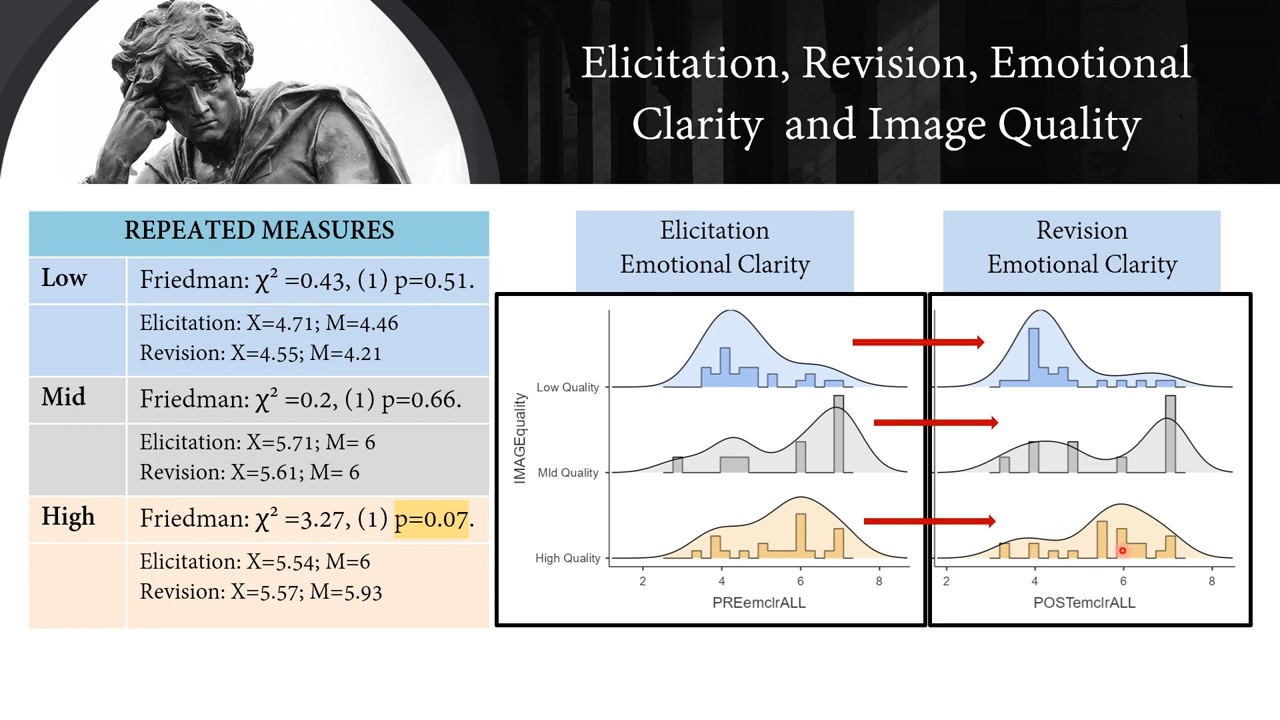 Elicitation, Revision, Emotional
Clarity and Image Quality
REPEATED MEASURES
Low
Friedman: χ² =0.43, (1) p=0.51.
Elicitation: X=4.71; M=4.46
Revision: X=4.55; M=4.21
Mid
Friedman: χ² =0.2, (1) p=0.66.
Elicitation: X=5.71; M= 6
Revision: X=5.61; M= 6
High
Friedman: χ² =3.27, (1) p=0.07.
Elicitation: X=5.54; M=6
Revision: X=5.57; M=5.93
Elicitation
Emotional Clarity
Revision
Emotional Clarity
IMAGEquality
Low Quality
MId Quality
High Quality
2 4 6 8
PREemclrALL
2 4 6 8
POSTemclrALL